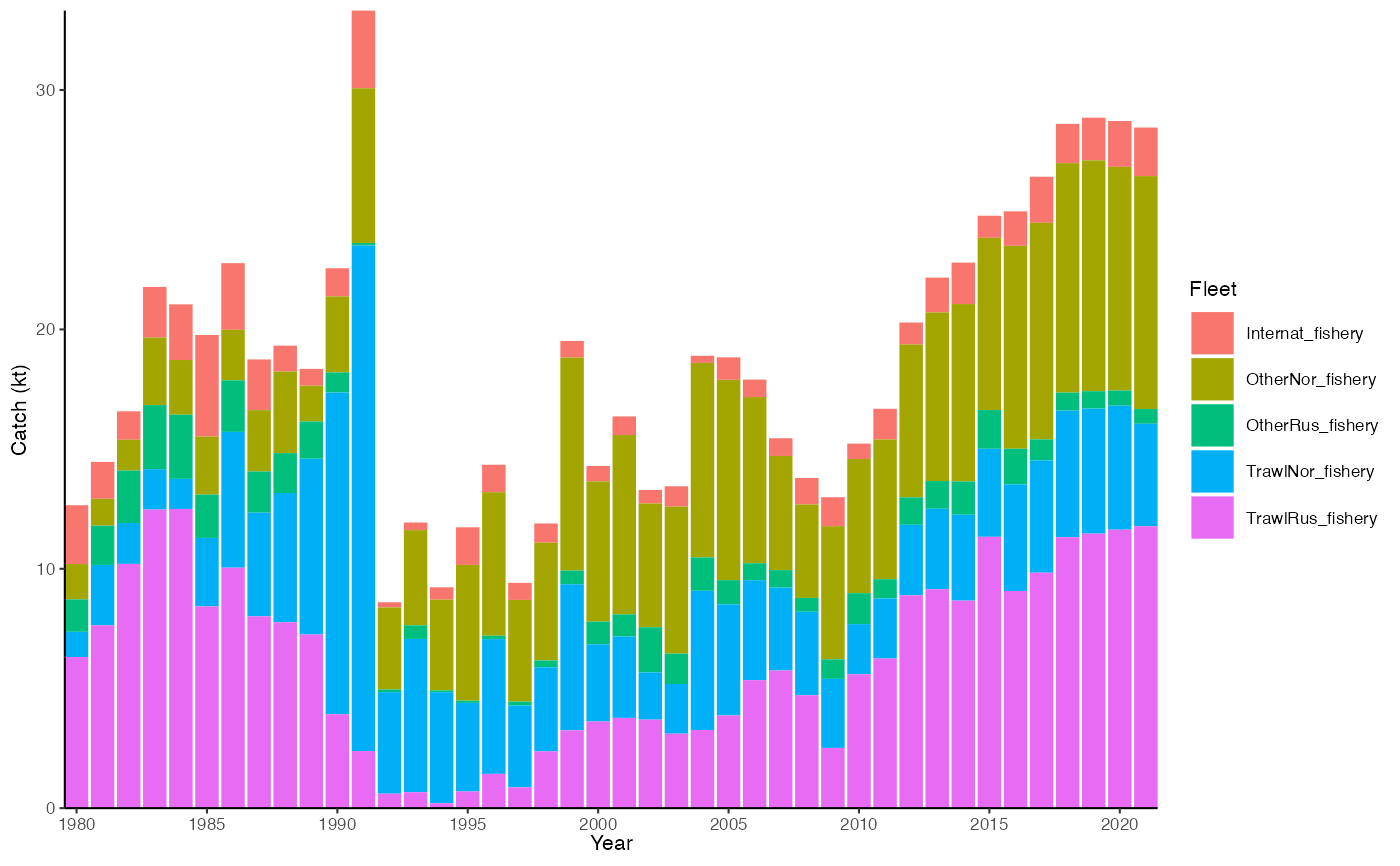 30
20
10
0
Catch (kt)
1980
1985
1990
1995
2000
2005
2010
2015
2020
Year
Fleet
Internat_fishery
OtherNor_fishery
OtherRus_fishery
TrawlNor_fishery
TrawlRus_fishery